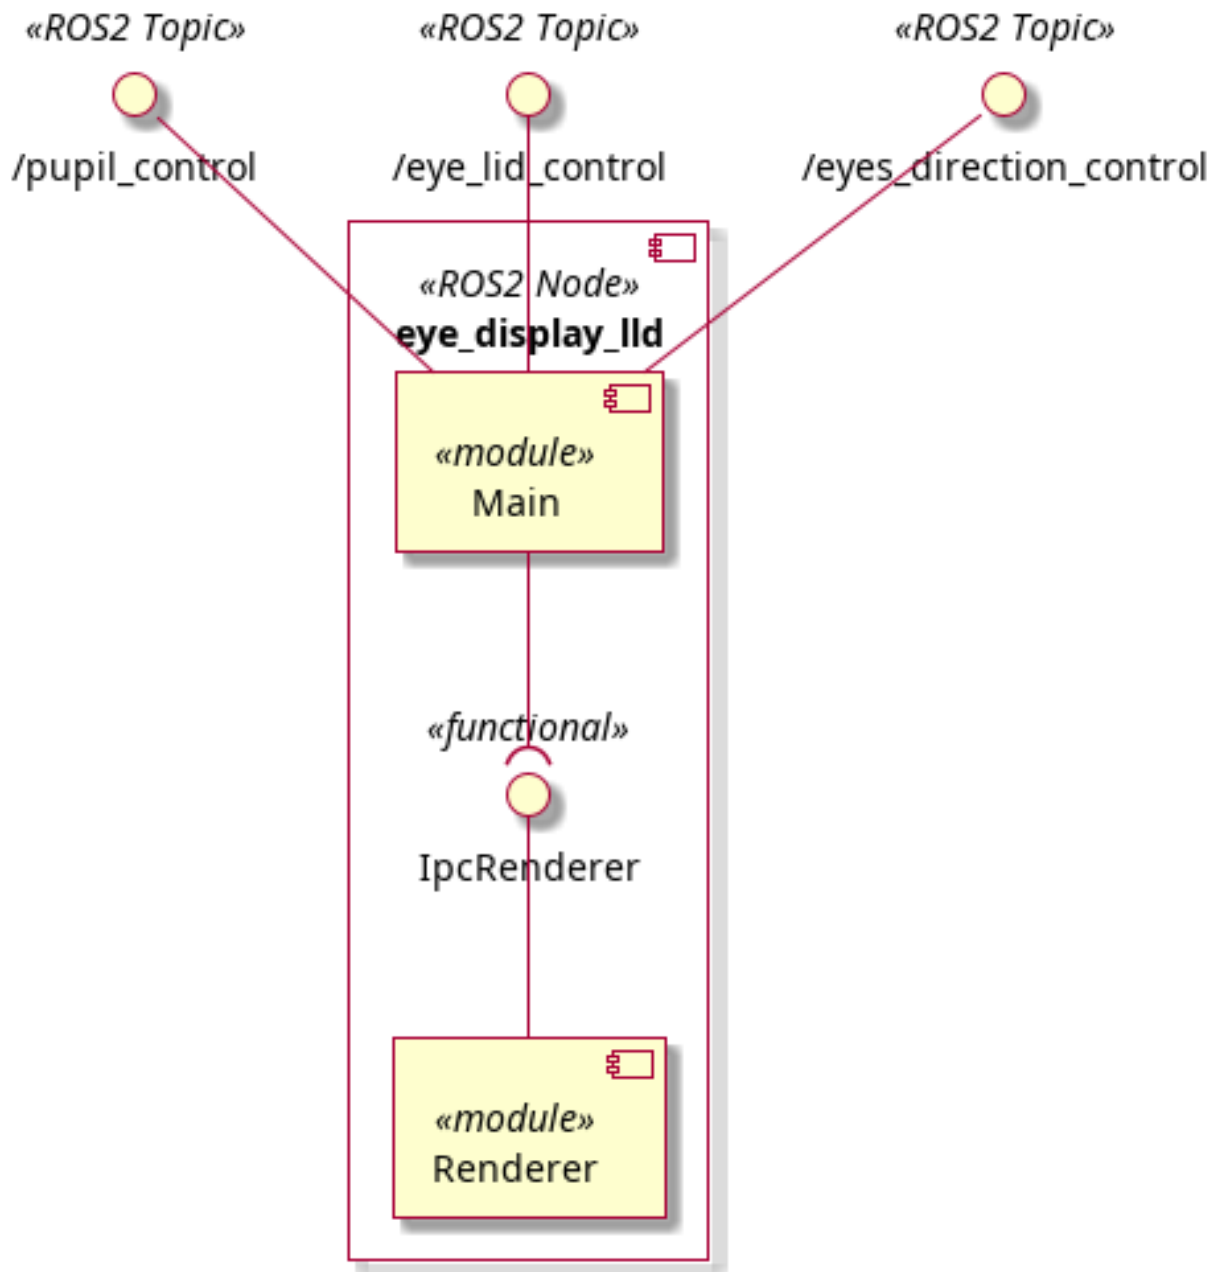 «ROS2 Topic»
«ROS2 Topic»
«ROS2 Topic»
/pupil_control
/eye_lid_control
/eyes_direction_control
«ROS2 Node»
eye_display_lld
«module»
Main
«functional»
IpcRenderer
«module»
Renderer